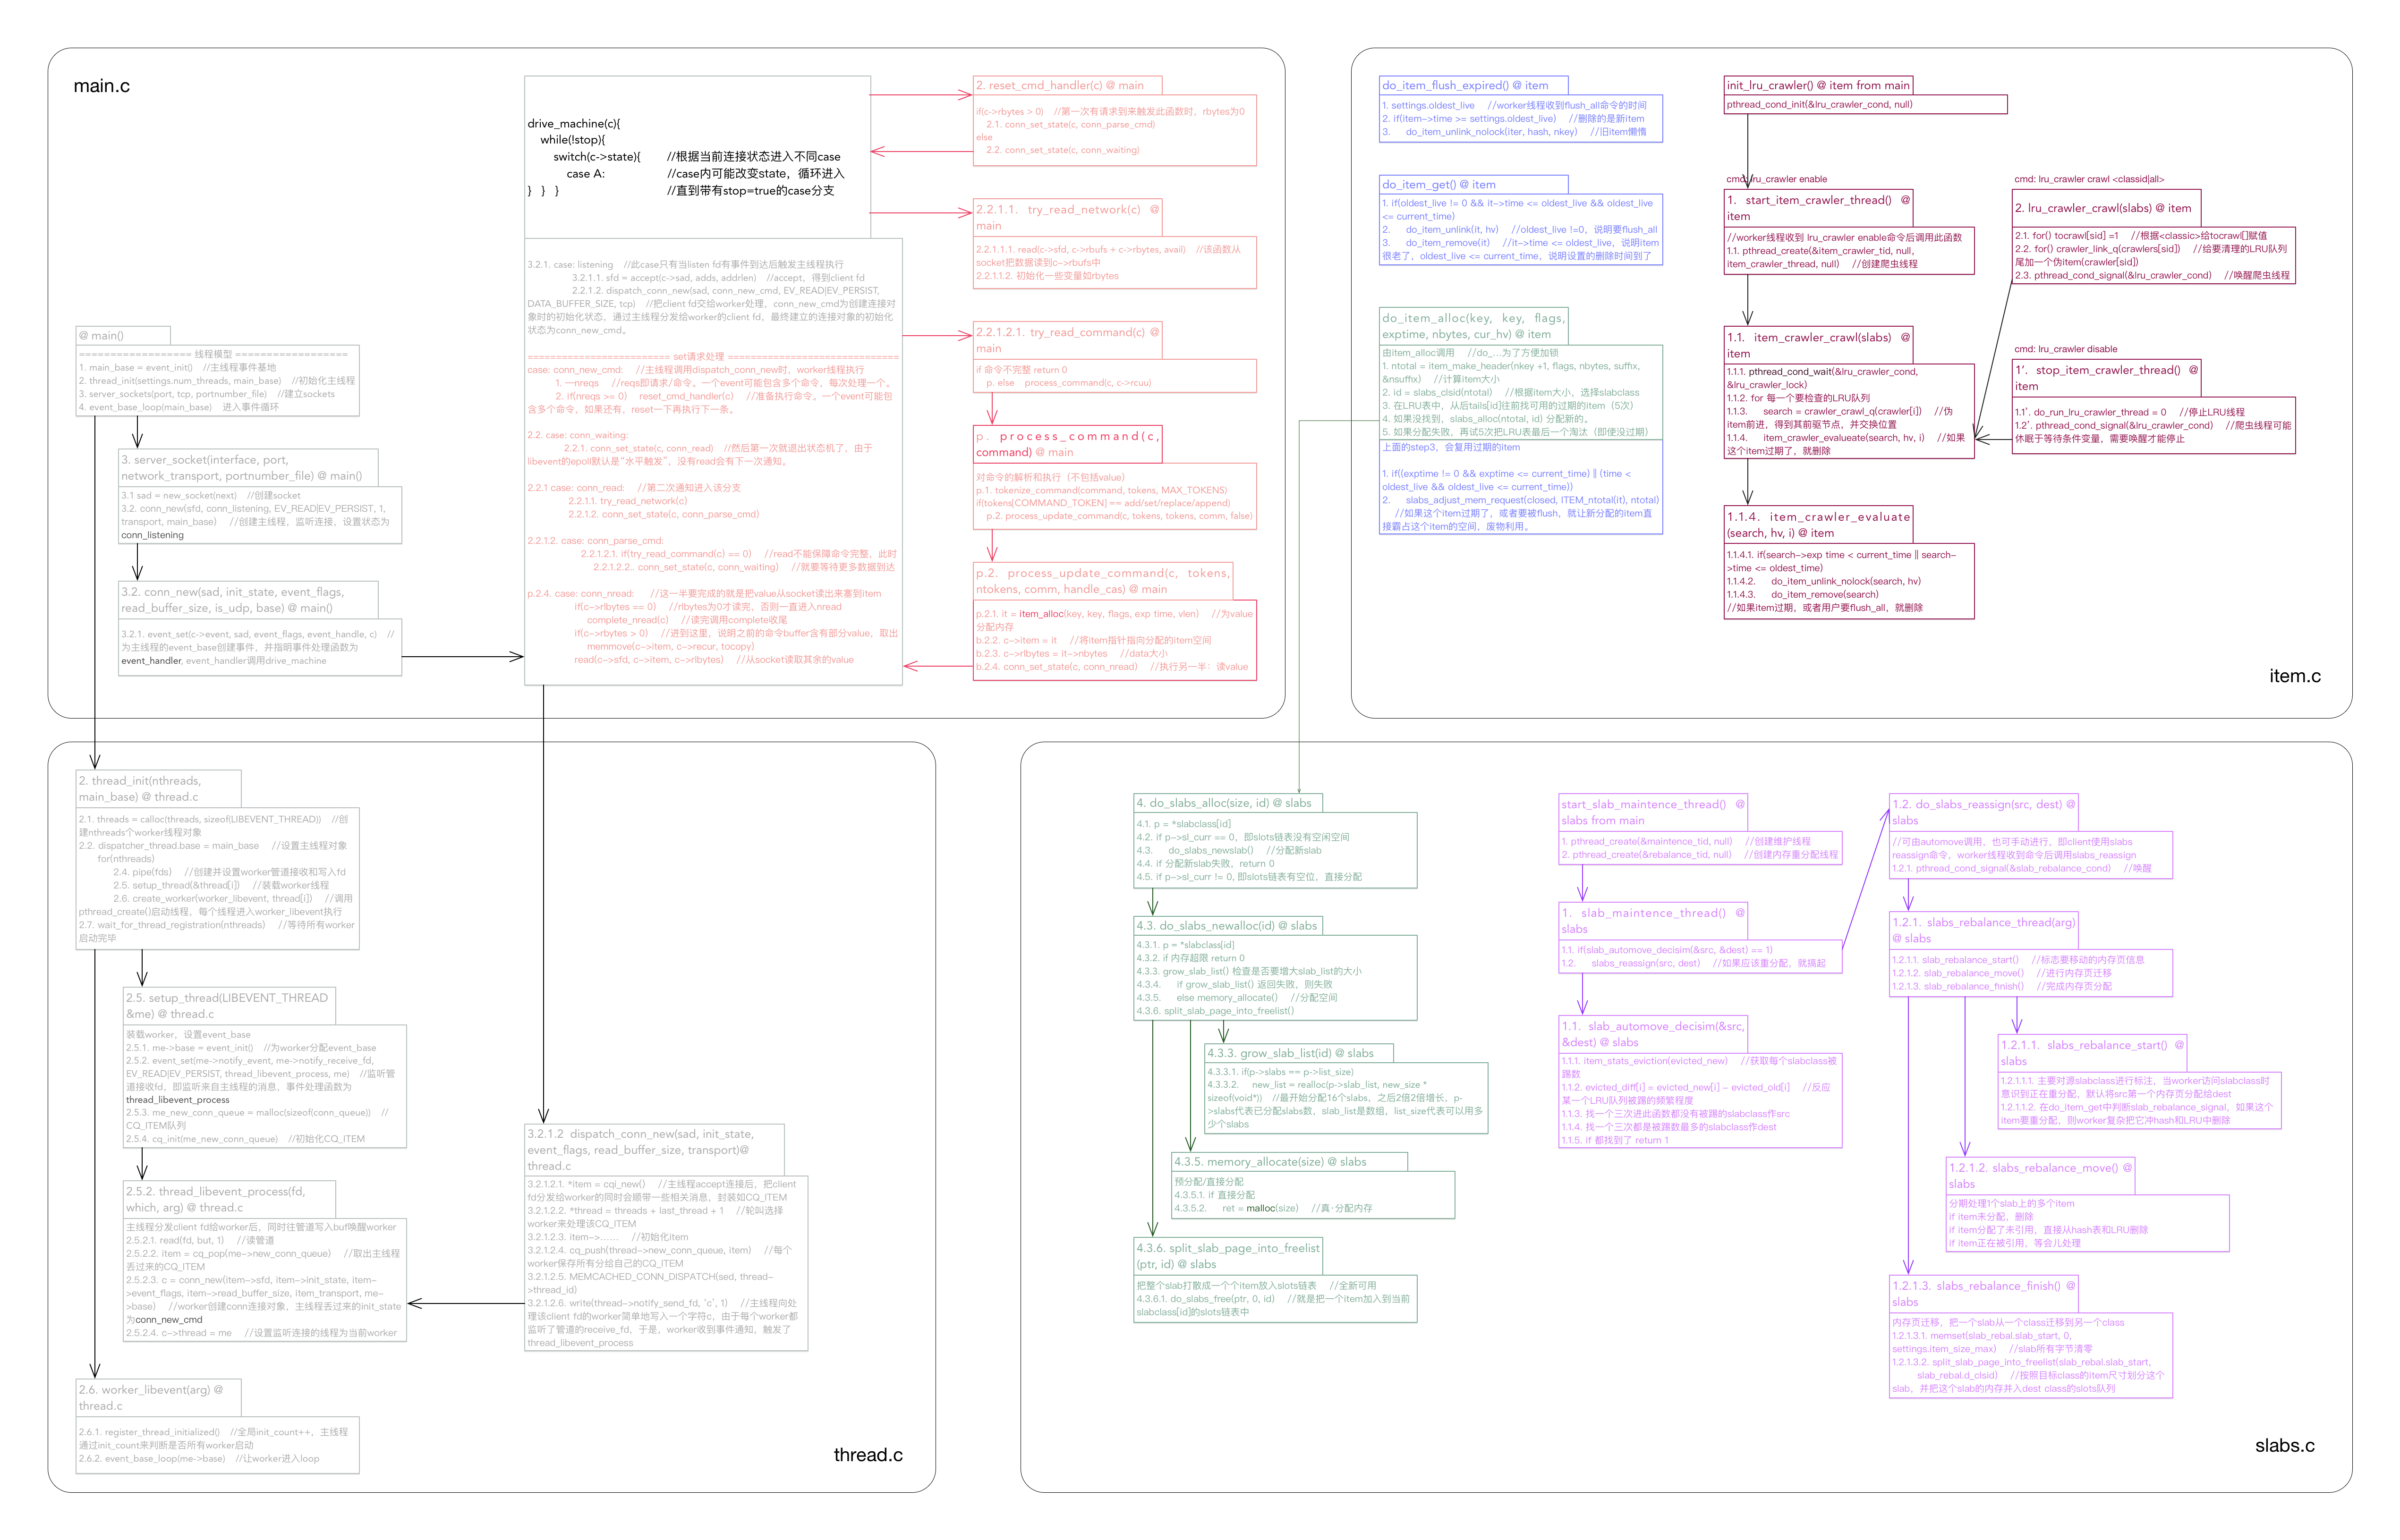 main.c
drive_machine(c){
while(!stop){
switch(c->state){ //根据当前连接状态进入不同case
case A: //case内可能改变state，循环进入
} } } //直到带有stop=true的case分支
3.2.1. case: listening //此case只有当listen fd有事件到达后触发主线程执行
3.2.1.1. sfd = accept(c->sad, adds, addrlen) //accept，得到client fd
2.2.1.2. dispatch_conn_new(sad, conn_new_cmd, EV_READ|EV_PERSIST,
DATA_BUFFER_SIZE, tcp) //把client fd交给worker处理，conn_new_cmd为创建连接对
象时的初始化状态，通过主线程分发给worker的client fd，最终建立的连接对象的初始化
状态为conn_new_cmd。
========================= set请求处理 ==============================
case: conn_new_cmd: //主线程调用dispatch_conn_new时，worker线程执行
1. —nreqs //reqs即请求/命令。一个event可能包含多个命令，每次处理一个。
2. if(nreqs >= 0) reset_cmd_handler(c) //准备执行命令。一个event可能包
含多个命令，如果还有，reset一下再执行下一条。
2.2. case: conn_waiting:
2.2.1. conn_set_state(c, conn_read) //然后第一次就退出状态机了，由于
libevent的epoll默认是“水平触发”，没有read会有下一次通知。
2.2.1 case: conn_read: //第二次通知进入该分支
2.2.1.1. try_read_network(c)
2.2.1.2. conn_set_state(c, conn_parse_cmd)
2.2.1.2. case: conn_parse_cmd:
2.2.1.2.1. if(try_read_command(c) == 0) //read不能保障命令完整，此时
2.2.1.2.2.. conn_set_state(c, conn_waiting) //就要等待更多数据到达
p.2.4. case: conn_nread: //这一半要完成的就是把value从socket读出来塞到item
if(c->rlbytes == 0) //rlbytes为0才读完，否则一直进入nread
complete_nread(c) //读完调用complete收尾
if(c->rbytes > 0) //进到这里，说明之前的命令buffer含有部分value，取出
memmove(c->item, c->recur, tocopy)
read(c->sfd, c->item, c->rlbytes) //从socket读取其余的value
@ main()
================== 线程模型 ==================
1. main_base = event_init() //主线程事件基地
2. thread_init(settings.num_threads, main_base) //初始化主线程
3. server_sockets(port, tcp, portnumber_file) //建立sockets
4. event_base_loop(main_base) 进入事件循环
3. server_socket(interface, port,
network_transport, portnumber_file) @ main()
3.1 sad = new_socket(next) //创建socket
3.2. conn_new(sfd, conn_listening, EV_READ|EV_PERSIST, 1,
transport, main_base) //创建主线程，监听连接，设置状态为
conn_listening
3.2. conn_new(sad, init_state, event_flags,
read_buffer_size, is_udp, base) @ main()
3.2.1. event_set(c->event, sad, event_flags, event_handle, c) //
为主线程的event_base创建事件，并指明事件处理函数为
event_handler, event_handler调用drive_machine
2. reset_cmd_handler(c) @ main
if(c->rbytes > 0) //第一次有请求到来触发此函数时，rbytes为0
2.1. conn_set_state(c, conn_parse_cmd)
else
2.2. conn_set_state(c, conn_waiting)
2.2.1.1. try_read_network(c) @
main
2.2.1.1.1. read(c->sfd, c->rbufs + c->rbytes, avail) //该函数从
socket把数据读到c->rbufs中
2.2.1.1.2. 初始化一些变量如rbytes
2.2.1.2.1. try_read_command(c) @
main
if 命令不完整 return 0
p. else process_command(c, c->rcuu)
p. process_command(c,
command) @ main
对命令的解析和执行（不包括value）
p.1. tokenize_command(command, tokens, MAX_TOKENS)
if(tokens[COMMAND_TOKEN] == add/set/replace/append)
p.2. process_update_command(c, tokens, tokens, comm, false)
p.2. process_update_command(c, tokens,
ntokens, comm, handle_cas) @ main
p.2.1. it = item_alloc(key, key, flags, exp time, vlen) //为value
分配内存
b.2.2. c->item = it //将item指针指向分配的item空间
b.2.3. c->rlbytes = it->nbytes //data大小
b.2.4. conn_set_state(c, conn_nread) //执行另一半：读value
do_item_flush_expired() @ item
1. settings.oldest_live //worker线程收到flush_all命令的时间
2. if(item->time >= settings.oldest_live) //删除的是新item
3. do_item_unlink_nolock(iter, hash, nkey) //旧item懒惰
do_item_get() @ item
1. if(oldest_live != 0 && it->time <= oldest_live && oldest_live
<= current_time)
2. do_item_unlink(it, hv) //oldest_live !=0，说明要flush_all
3. do_item_remove(it) //it->time <= oldest_live，说明item
很老了，oldest_live <= current_time，说明设置的删除时间到了
do_item_alloc(key, key, flags,
exptime, nbytes, cur_hv) @ item
由item_alloc调用 //do_...为了方便加锁
1. ntotal = item_make_header(nkey +1, flags, nbytes, suffix,
&nsuffix) //计算item大小
2. id = slabs_clsid(ntotal) //根据item大小，选择slabclass
3. 在LRU表中，从后tails[id]往前找可用的过期的item（5次）
4. 如果没找到，slabs_alloc(ntotal, id) 分配新的。
5. 如果分配失败，再试5次把LRU表最后一个淘汰（即使没过期）
上面的step3，会复用过期的item
1. if((exptime != 0 && exptime <= current_time) || (time <
oldest_live && oldest_live <= current_time))
2. slabs_adjust_mem_request(closed, ITEM_ntotal(it), ntotal)
//如果这个item过期了，或者要被flush，就让新分配的item直
接霸占这个item的空间，废物利用。
init_lru_crawler() @ item from main
pthread_cond_init(&lru_crawler_cond, null)
cmd: lru_crawler enable
1. start_item_crawler_thread() @
item
//worker线程收到 lru_crawler enable命令后调用此函数
1.1. pthread_create(&item_crawler_tid, null,
item_crawler_thread, null) //创建爬虫线程
1.1. item_crawler_crawl(slabs) @
item
1.1.1. pthread_cond_wait(&lru_crawler_cond,
&lru_crawler_lock)
1.1.2. for 每一个要检查的LRU队列
1.1.3. search = crawler_crawl_q(crawler[i]) //伪
item前进，得到其前驱节点，并交换位置
1.1.4. item_crawler_evalueate(search, hv, i) //如果
这个item过期了，就删除
1.1.4. item_crawler_evaluate
(search, hv, i) @ item
1.1.4.1. if(search->exp time < current_time || search-
>time <= oldest_time)
1.1.4.2. do_item_unlink_nolock(search, hv)
1.1.4.3. do_item_remove(search)
//如果item过期，或者用户要flush_all，就删除
cmd: lru_crawler crawl <classid|all>
2. lru_crawler_crawl(slabs) @ item
2.1. for() tocrawl[sid] =1 //根据<classic>给tocrawl[]赋值
2.2. for() crawler_link_q(crawlers[sid]) //给要清理的LRU队列
尾加一个伪item(crawler[sid])
2.3. pthread_cond_signal(&lru_crawler_cond) //唤醒爬虫线程
cmd: lru_crawler disable
1’. stop_item_crawler_thread() @
item
1.1’. do_run_lru_crawler_thread = 0 //停止LRU线程
1.2’. pthread_cond_signal(&lru_crawler_cond) //爬虫线程可能
休眠于等待条件变量，需要唤醒才能停止
item.c
2. thread_init(nthreads,
main_base) @ thread.c
2.1. threads = calloc(threads, sizeof(LIBEVENT_THREAD)) //创
建nthreads个worker线程对象
2.2. dispatcher_thread.base = main_base //设置主线程对象
for(nthreads)
2.4. pipe(fds) //创建并设置worker管道接收和写入fd
2.5. setup_thread(&thread[i]) //装载worker线程
2.6. create_worker(worker_libevent, thread[i]) //调用
pthread_create()启动线程，每个线程进入worker_libevent执行
2.7. wait_for_thread_registration(nthreads) //等待所有worker
启动完毕
2.5. setup_thread(LIBEVENT_THREAD
&me) @ thread.c
装载worker，设置event_base
2.5.1. me->base = event_init() //为worker分配event_base
2.5.2. event_set(me->notify_event, me->notify_receive_fd,
EV_READ|EV_PERSIST, thread_libevent_process, me) //监听管
道接收fd，即监听来自主线程的消息，事件处理函数为
thread_libevent_process
2.5.3. me_new_conn_queue = malloc(sizeof(conn_queue)) //
CQ_ITEM队列
2.5.4. cq_init(me_new_conn_queue) //初始化CQ_ITEM
2.5.2. thread_libevent_process(fd,
which, arg) @ thread.c
主线程分发client fd给worker后，同时往管道写入buf唤醒worker
2.5.2.1. read(fd, but, 1) //读管道
2.5.2.2. item = cq_pop(me->new_conn_queue) //取出主线程
丢过来的CQ_ITEM
2.5.2.3. c = conn_new(item->sfd, item->init_state, item-
>event_flags, item->read_buffer_size, item_transport, me-
>base) //worker创建conn连接对象，主线程丢过来的init_state
为conn_new_cmd
2.5.2.4. c->thread = me //设置监听连接的线程为当前worker
2.6. worker_libevent(arg) @
thread.c
2.6.1. register_thread_initialized() //全局init_count++，主线程
通过init_count来判断是否所有worker启动
2.6.2. event_base_loop(me->base) //让worker进入loop
3.2.1.2 dispatch_conn_new(sad, init_state,
event_flags, read_buffer_size, transport)@
thread.c
3.2.1.2.1. *item = cqi_new() //主线程accept连接后，把client
fd分发给worker的同时会顺带一些相关消息，封装如CQ_ITEM
3.2.1.2.2. *thread = threads + last_thread + 1 //轮叫选择
worker来处理该CQ_ITEM
3.2.1.2.3. item->…… //初始化item
3.2.1.2.4. cq_push(thread->new_conn_queue, item) //每个
worker保存所有分给自己的CQ_ITEM
3.2.1.2.5. MEMCACHED_CONN_DISPATCH(sed, thread-
>thread_id)
3.2.1.2.6. write(thread->notify_send_fd, ‘c’, 1) //主线程向处
理该client fd的worker简单地写入一个字符c，由于每个worker都
监听了管道的receive_fd，于是，worker收到事件通知，触发了
thread_libevent_process
thread.c
4. do_slabs_alloc(size, id) @ slabs
4.1. p = *slabclass[id]
4.2. if p->sl_curr == 0，即slots链表没有空闲空间
4.3. do_slabs_newslab() //分配新slab
4.4. if 分配新slab失败，return 0
4.5. if p->sl_curr != 0, 即slots链表有空位，直接分配
4.3. do_slabs_newalloc(id) @ slabs
4.3.1. p = *slabclass[id]
4.3.2. if 内存超限 return 0
4.3.3. grow_slab_list() 检查是否要增大slab_list的大小
4.3.4. if grow_slab_list() 返回失败，则失败
4.3.5. else memory_allocate() //分配空间
4.3.6. split_slab_page_into_freelist()
4.3.3. grow_slab_list(id) @ slabs
4.3.3.1. if(p->slabs == p->list_size)
4.3.3.2. new_list = realloc(p->slab_list, new_size *
sizeof(void*)) //最开始分配16个slabs，之后2倍2倍增长，p-
>slabs代表已分配slabs数，slab_list是数组，list_size代表可以用多
少个slabs
4.3.5. memory_allocate(size) @ slabs
预分配/直接分配
4.3.5.1. if 直接分配
4.3.5.2. ret = malloc(size) //真·分配内存
4.3.6. split_slab_page_into_freelist
(ptr, id) @ slabs
把整个slab打散成一个个item放入slots链表 //全新可用
4.3.6.1. do_slabs_free(ptr, 0, id) //就是把一个item加入到当前
slabclass[id]的slots链表中
start_slab_maintence_thread() @
slabs from main
1. pthread_create(&maintence_tid, null) //创建维护线程
2. pthread_create(&rebalance_tid, null) //创建内存重分配线程
1. slab_maintence_thread() @
slabs
1.1. if(slab_automove_decisim(&src, &dest) == 1)
1.2. slabs_reassign(src, dest) //如果应该重分配，就搞起
1.1. slab_automove_decisim(&src,
&dest) @ slabs
1.1.1. item_stats_eviction(evicted_new) //获取每个slabclass被
踢数
1.1.2. evicted_diff[i] = evicted_new[i] - evicted_old[i] //反应
某一个LRU队列被踢的频繁程度
1.1.3. 找一个三次进此函数都没有被踢的slabclass作src
1.1.4. 找一个三次都是被踢数最多的slabclass作dest
1.1.5. if 都找到了 return 1
1.2. do_slabs_reassign(src, dest) @
slabs
//可由automove调用，也可手动进行，即client使用slabs
reassign命令，worker线程收到命令后调用slabs_reassign
1.2.1. pthread_cond_signal(&slab_rebalance_cond) //唤醒
1.2.1. slabs_rebalance_thread(arg)
@ slabs
1.2.1.1. slab_rebalance_start() //标志要移动的内存页信息
1.2.1.2. slab_rebalance_move() //进行内存页迁移
1.2.1.3. slab_rebalance_finish() //完成内存页分配
1.2.1.1. slabs_rebalance_start() @
slabs
1.2.1.1.1. 主要对源slabclass进行标注，当worker访问slabclass时
意识到正在重分配，默认将src第一个内存页分配给dest
1.2.1.1.2. 在do_item_get中判断slab_rebalance_signal，如果这个
item要重分配，则worker复杂把它冲hash和LRU中删除
1.2.1.2. slabs_rebalance_move() @
slabs
分期处理1个slab上的多个item
if item未分配，删除
if item分配了未引用，直接从hash表和LRU删除
if item正在被引用，等会儿处理
1.2.1.3. slabs_rebalance_finish() @
slabs
内存页迁移，把一个slab从一个class迁移到另一个class
1.2.1.3.1. memset(slab_rebal.slab_start, 0,
settings.item_size_max) //slab所有字节清零
1.2.1.3.2. split_slab_page_into_freelist(slab_rebal.slab_start,
slab_rebal.d_clsid) //按照目标class的item尺寸划分这个
slab，并把这个slab的内存并入dest class的slots队列
slabs.c